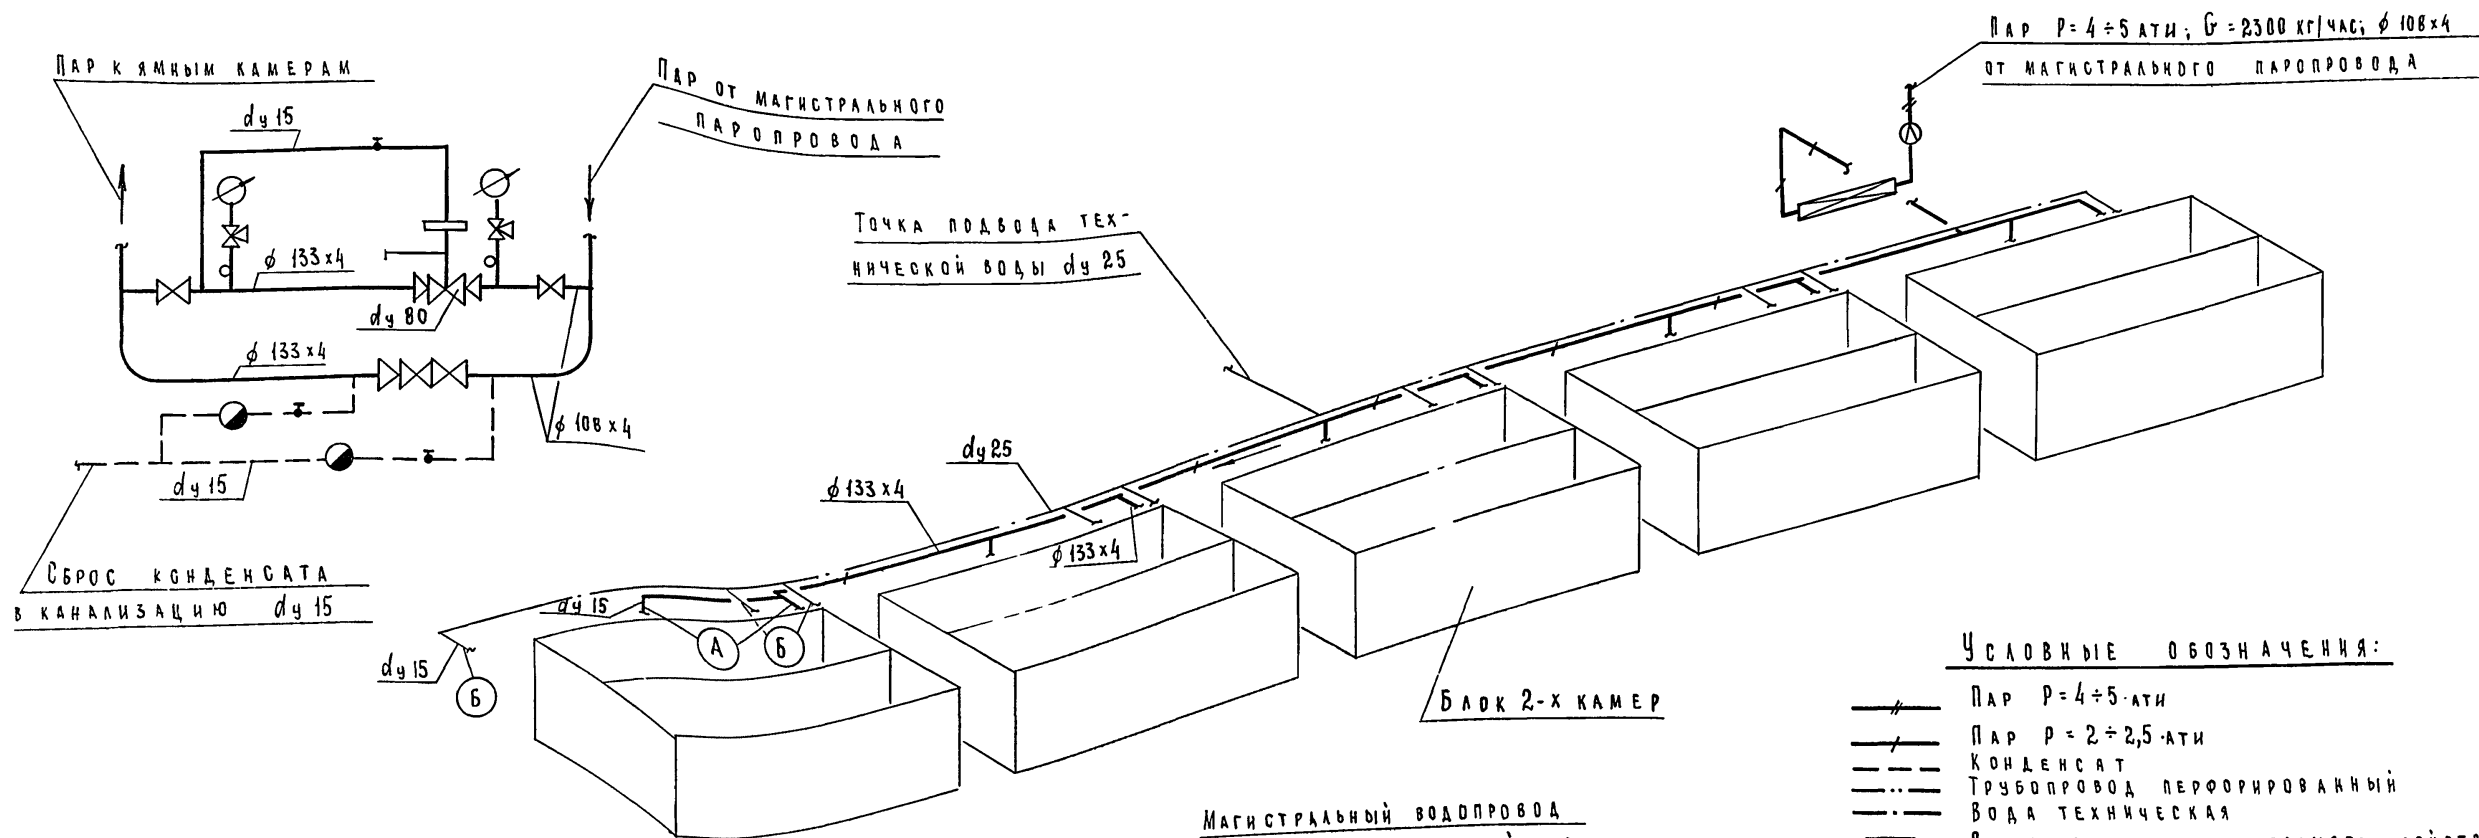 Пар к ямным камерам
dу 15
Пар от магистрального
паропровода
ϕ 133×4
dу 80
ϕ 133×4
ϕ 108×4
dу 15
Сброс конденсата
в канализацию dу 15
Пар P=4÷5 ати; G=2300 кг/час; ϕ 108×4
от магистрального паропровода
Точка подвода тех-
нической воды dу 25
dу 25
ϕ 133×4
ϕ 133×4
dу 15
А
Б
dу 15
Б
Блок 2-х камер
Условные обозначения:
Пар P=4÷5 ати
Пар P=2÷2,5 ати
Конденсат
Трубопровод перфорированный
Вода техническая
Магистральный водопровод